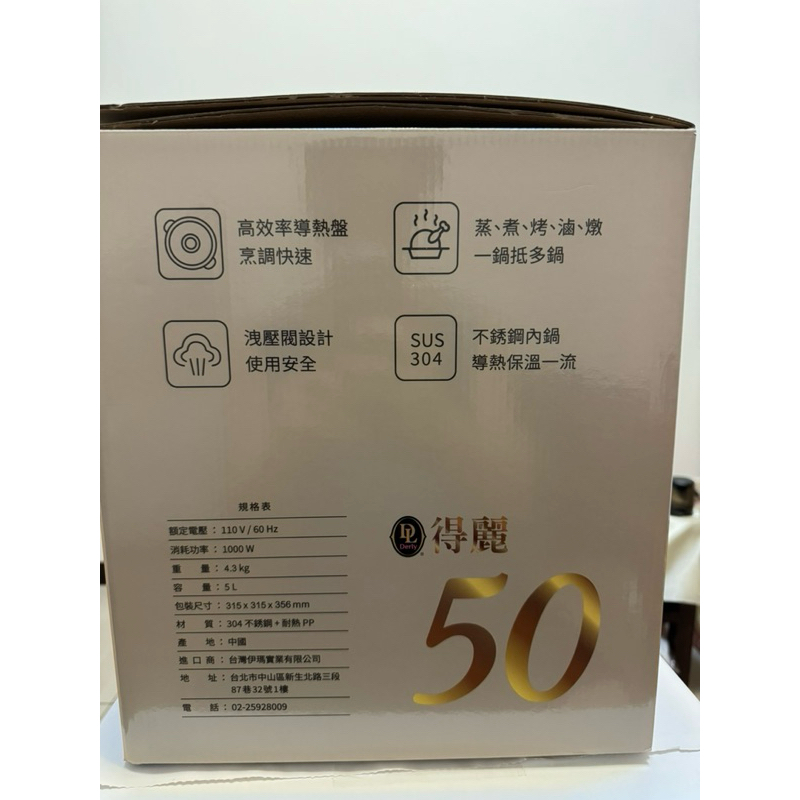 高效率導熱盤
烹調快速
蒸、煮、烤、滷、燉
一鍋抵多鍋
洩壓閥設計
使用安全
SUS
304
不銹鋼內鍋
導熱保溫一流
規格表
額定電壓：110 V / 60 Hz
消耗功率：1000 W
重量：4.3 kg
容量：5 L
包裝尺寸：315 x 315 x 356 mm
材質：304 不銹鋼 + 耐熱 PP
產地：中國
進口商：台灣伊瑪實業有限公司
地址：台北市中山區新生北路三段
87巷32號1樓
電話：02-25928009
DL
Derly
®
得麗
50